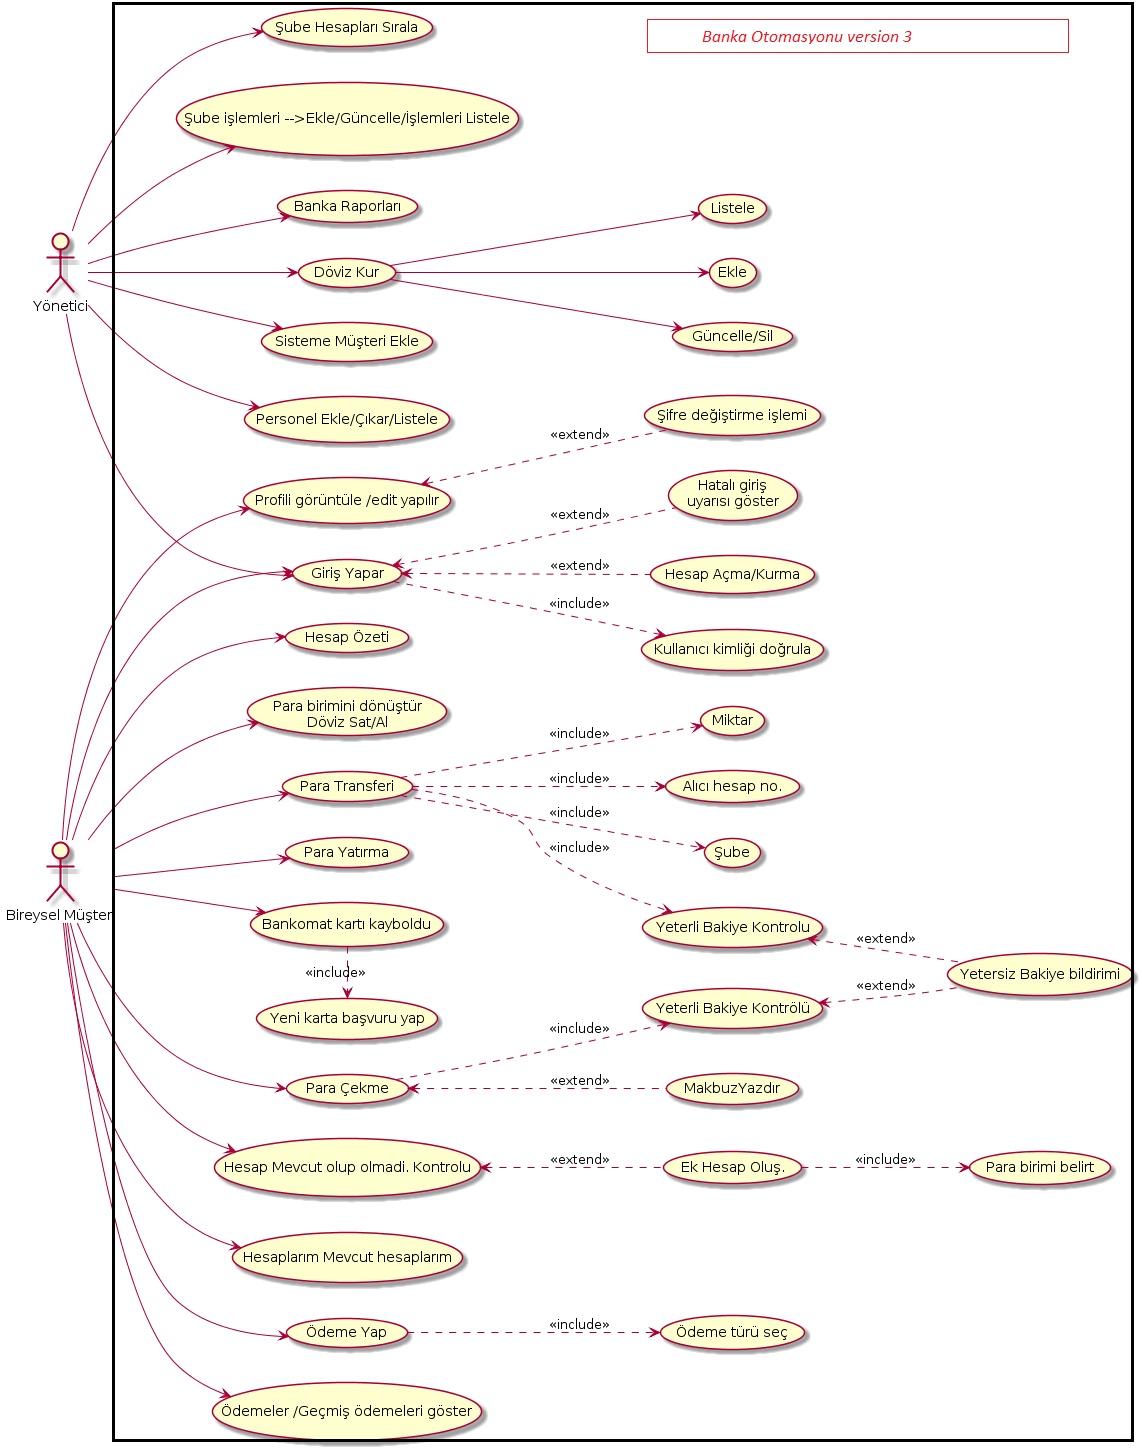 Şube Hesapları Sırala
Banka Otomasyonu version 3
Şube işlemleri -->Ekle/Güncelle/İşlemleri Listele
Banka Raporları
Listele
Yönetici
Döviz Kur
Ekle
Sisteme Müşteri Ekle
Güncelle/Sil
Personel Ekle/Çıkar/Listele
Şifre değiştirme işlemi
«extend»
Profili görüntüle /edit yapılır
Hatalı giriş
uyarısı göster
«extend»
Giriş Yapar
«extend»
Hesap Açma/Kurma
«include»
Hesap Özeti
Kullanıcı kimliği doğrula
Para birimini dönüştür
Döviz Sat/Al
Miktar
«include»
Para Transferi
«include»
Alıcı hesap no.
«include»
Şube
«include»
Para Yatırma
Bireysel Müşter
Bankomat kartı kayboldu
Yeterli Bakiye Kontrolu
«extend»
«include»
Yetersiz Bakiye bildirimi
«extend»
Yeni karta başvuru yap
Yeterli Bakiye Kontrölü
«include»
Para Çekme
«extend»
MakbuzYazdır
Hesap Mevcut olup olmadi. Kontrolu
«extend»
Ek Hesap Oluş.
«include»
Para birimi belirt
Hesaplarım Mevcut hesaplarım
Ödeme Yap
«include»
Ödeme türü seç
Ödemeler /Geçmiş ödemeleri göster